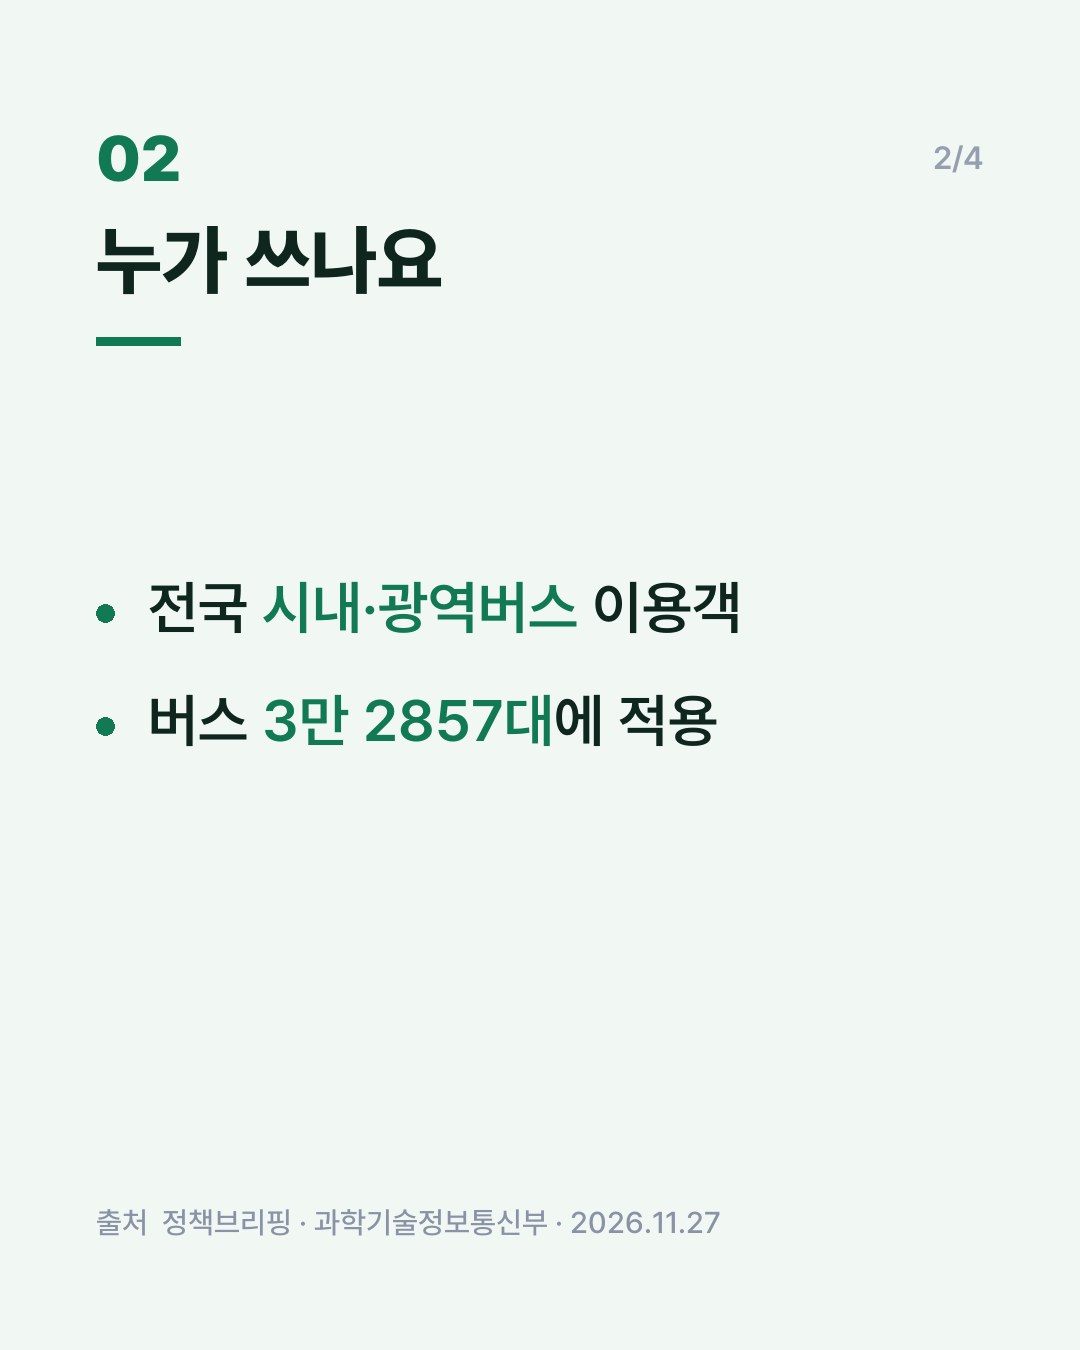 02
2/4
누가 쓰나요
• 전국 시내·광역버스 이용객
• 버스 3만 2857대에 적용
출처 정책브리핑 · 과학기술정보통신부 · 2026.11.27